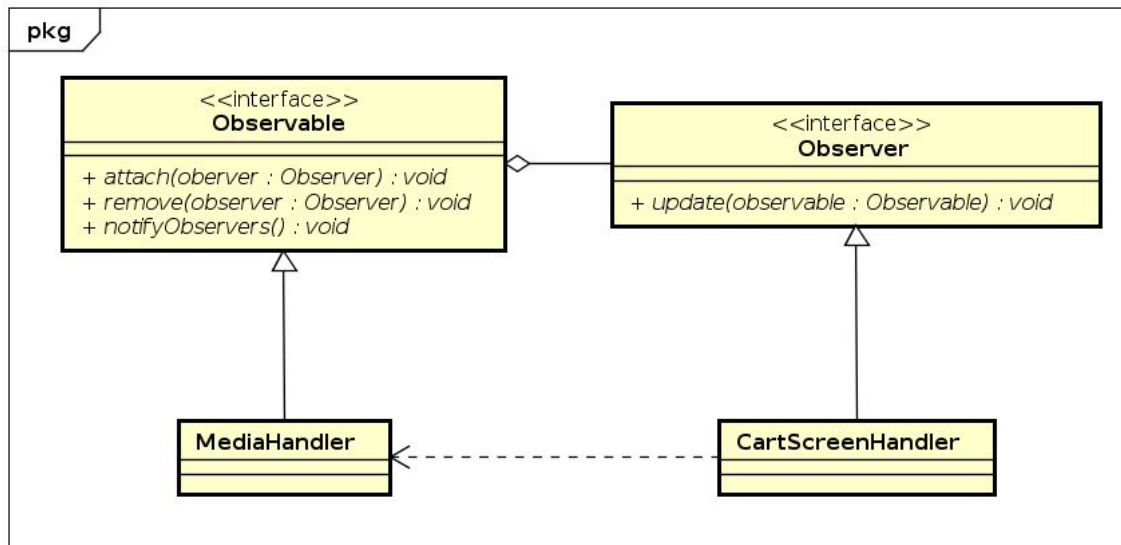 pkg
<<interface>>
Observable
+ attach(oberver : Observer) : void
+ remove(observer : Observer) : void
+ notifyObservers() : void
<<interface>>
Observer
+ update(observable : Observable) : void
MediaHandler
CartScreenHandler